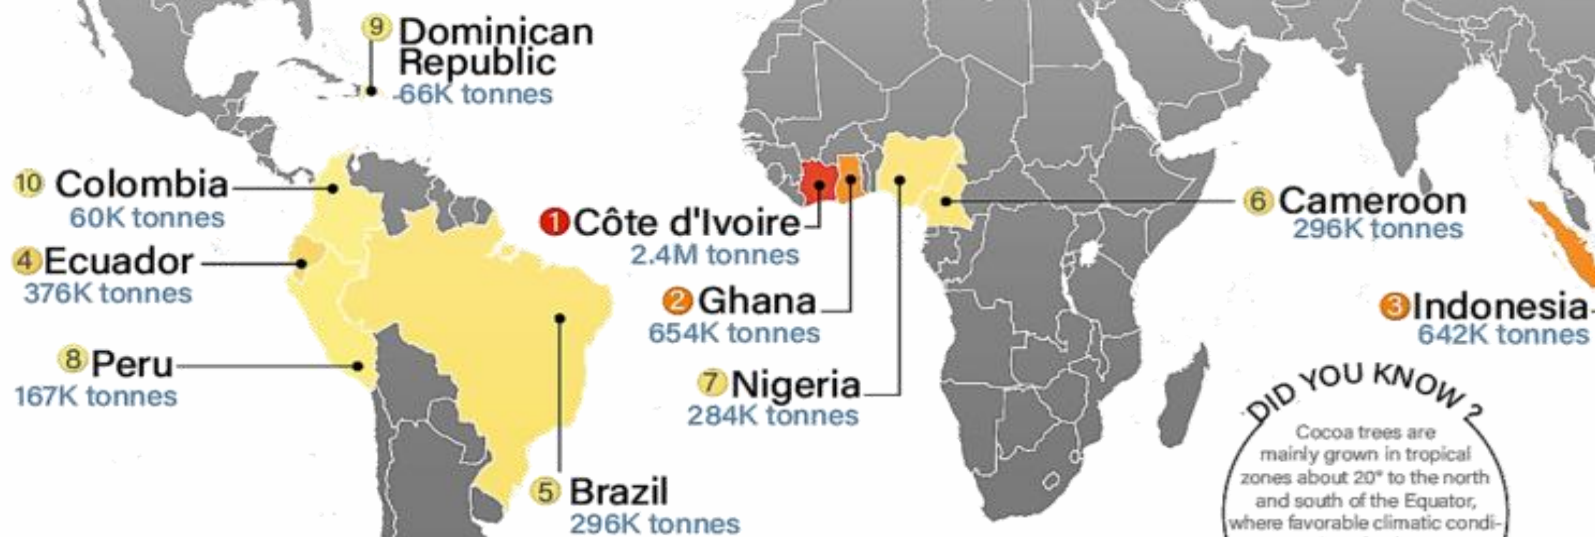 9 Dominican
Republic
66K tonnes
10 Colombia
60K tonnes
4 Ecuador
376K tonnes
8 Peru
167K tonnes
5 Brazil
296K tonnes
1 Côte d'Ivoire
2.4M tonnes
2 Ghana
654K tonnes
7 Nigeria
284K tonnes
6 Cameroon
296K tonnes
3 Indonesia
642K tonnes
DID YOU KNOW ?
Cocoa trees are
mainly grown in tropical
zones about 20° to the north
and south of the Equator,
where favorable climatic condi-